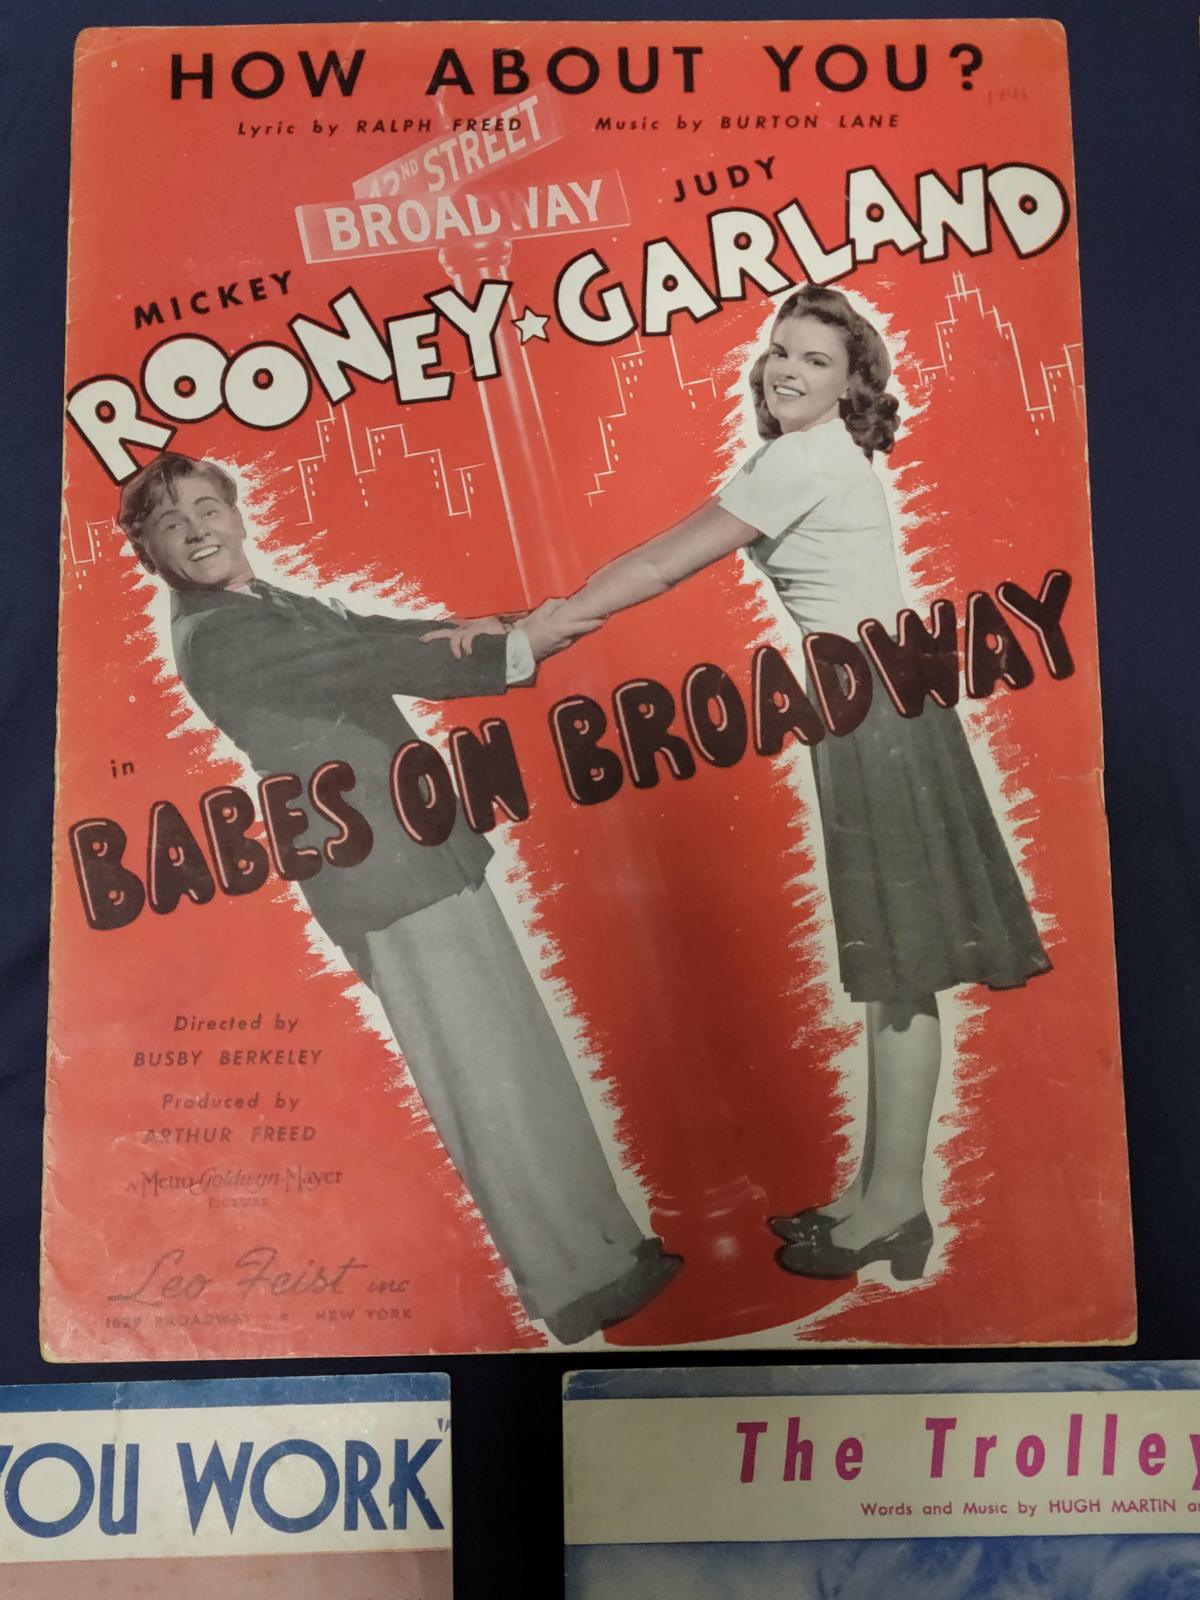 HOW ABOUT YOU?
1941
Lyric by RALPH FREED Music by BURTON LANE
42ND STREET
BROADWAY
MICKEY
ROONEY
JUDY
GARLAND
in
BABES ON BROADWAY
Directed by
BUSBY BERKELEY
Produced by
ARTHUR FREED
A Metro-Goldwyn-Mayer
PICTURE
Leo Feist inc
1629 BROADWAY NEW YORK
YOU WORK"
The Trolley
Words and Music by HUGH MARTIN